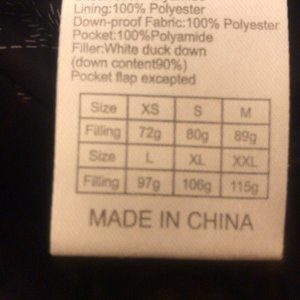 Lining:100% Polyester
Down-proof Fabric:100% Polyester
Pocket:100%Polyamide
Filler:White duck down
(down content90%)
Pocket flap excepted
Size XS S M
Filling 72g 80g 89g
Size L XL XXL
Filling 97g 106g 115g
MADE IN CHINA